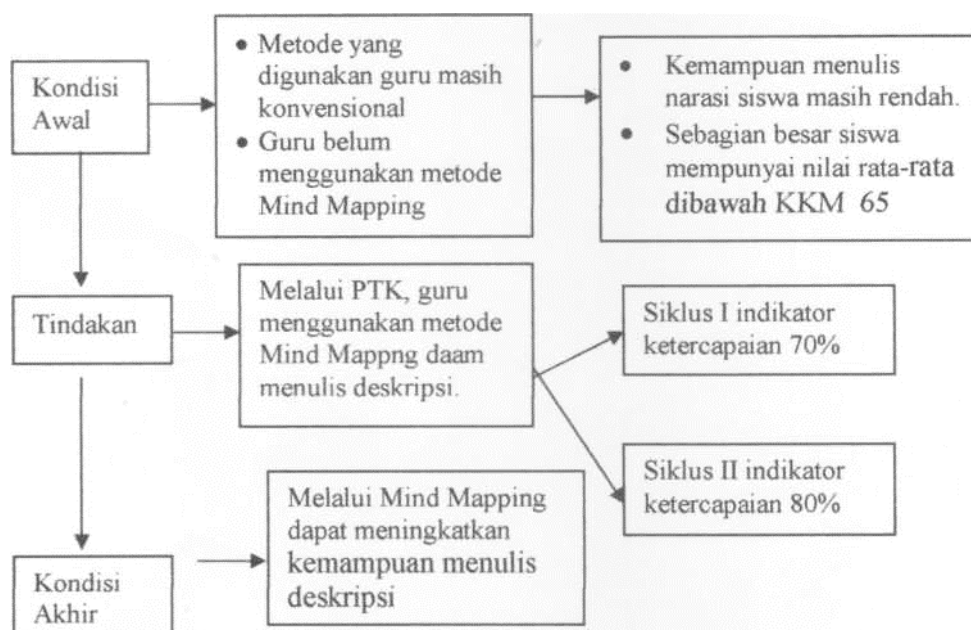 Kondisi
Awal
● Metode yang
digunakan guru masih
konvensional
● Guru belum
menggunakan metode
Mind Mapping
● Kemampuan menulis
narasi siswa masih rendah.
● Sebagian besar siswa
mempunyai nilai rata-rata
dibawah KKM 65
Tindakan
Melalui PTK, guru
menggunakan metode
Mind Mappng daam
menulis deskripsi.
Siklus I indikator
ketercapaian 70%
Siklus II indikator
ketercapaian 80%
Kondisi
Akhir
Melalui Mind Mapping
dapat meningkatkan
kemampuan menulis
deskripsi